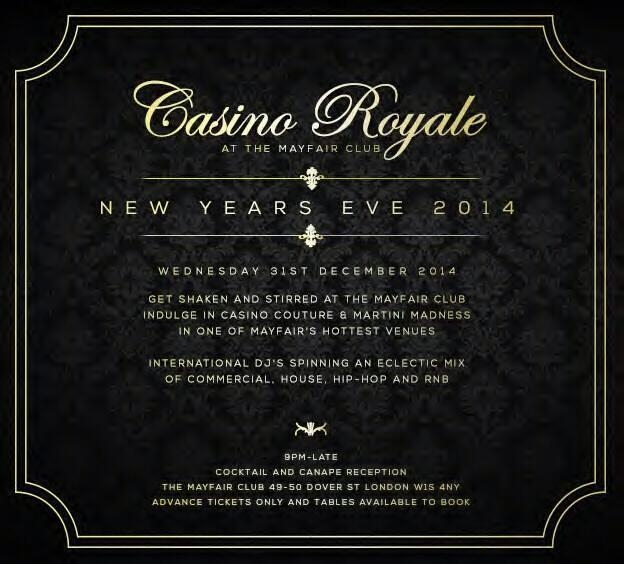 Casino Royale
AT THE MAYFAIR CLUB
NEW YEARS EVE 2014
WEDNESDAY 31ST DECEMBER 2014
GET SHAKEN AND STIRRED AT THE MAYFAIR CLUB
INDULGE IN CASINO COUTURE & MARTINI MADNESS
IN ONE OF MAYFAIR'S HOTTEST VENUES
INTERNATIONAL DJ'S SPINNING AN ECLECTIC MIX
OF COMMERCIAL, HOUSE, HIP-HOP AND RNB
9PM-LATE
COCKTAIL AND CANAPE RECEPTION
THE MAYFAIR CLUB 49-50 DOVER ST LONDON W1S 4NY
ADVANCE TICKETS ONLY AND TABLES AVAILABLE TO BOOK